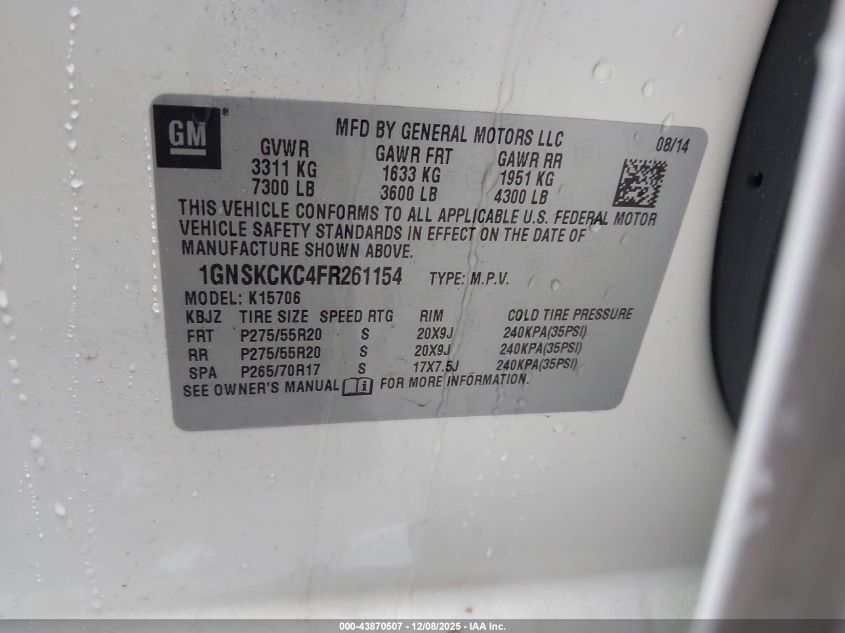 GM ®
MFD BY GENERAL MOTORS LLC 08/14
GVWR GAWR FRT GAWR RR
3311 KG 1633 KG 1951 KG
7300 LB 3600 LB 4300 LB
THIS VEHICLE CONFORMS TO ALL APPLICABLE U.S. FEDERAL MOTOR
VEHICLE SAFETY STANDARDS IN EFFECT ON THE DATE OF
MANUFACTURE SHOWN ABOVE.
1GNSKCKC4FR261154 TYPE: M.P.V.
MODEL: K15706
KBJZ TIRE SIZE SPEED RTG RIM COLD TIRE PRESSURE
FRT P275/55R20 S 20X9J 240KPA(35PSI)
RR P275/55R20 S 20X9J 240KPA(35PSI)
SPA P265/70R17 S 17X7.5J 240KPA(35PSI)
SEE OWNER'S MANUAL i FOR MORE INFORMATION.
000-43870507 - 12/08/2025 - IAA Inc.